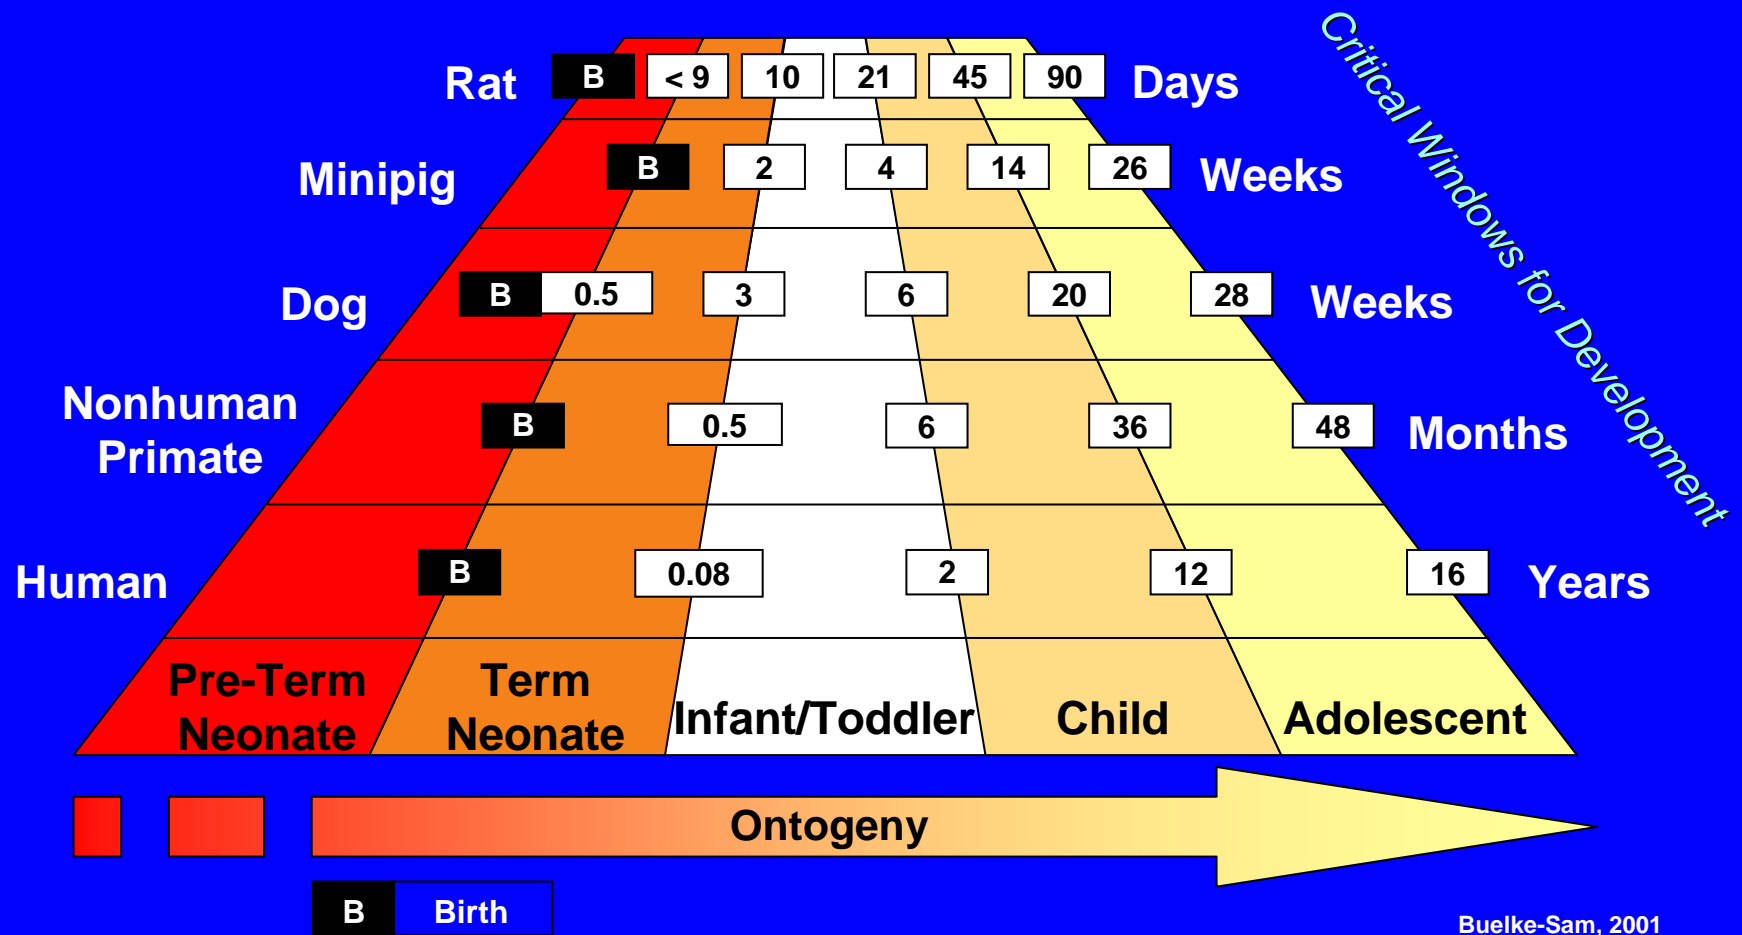 Critical Windows for Development
Rat B < 9 10 21 45 90 Days
Minipig B 2 4 14 26 Weeks
Dog B 0.5 3 6 20 28 Weeks
Nonhuman
Primate B 0.5 6 36 48 Months
Human B 0.08 2 12 16 Years
Pre-Term
Neonate
Term
Neonate
Infant/Toddler
Child
Adolescent
Ontogeny
B Birth
Buelke-Sam, 2001